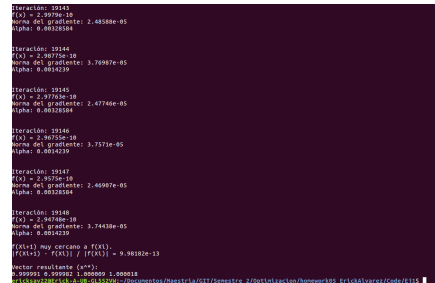 Iteración: 19143
f(x) = 2.9979e-10
Norma del gradiente: 2.48588e-05
Alpha: 0.00328584
Iteración: 19144
f(x) = 2.98775e-10
Norma del gradiente: 3.76987e-05
Alpha: 0.0014239
Iteración: 19145
f(x) = 2.97763e-10
Norma del gradiente: 2.47746e-05
Alpha: 0.00328584
Iteración: 19146
f(x) = 2.96755e-10
Norma del gradiente: 3.7571e-05
Alpha: 0.0014239
Iteración: 19147
f(x) = 2.9575e-10
Norma del gradiente: 2.46907e-05
Alpha: 0.00328584
Iteración: 19148
f(x) = 2.94748e-10
Norma del gradiente: 3.74438e-05
Alpha: 0.0014239
f(Xi+1) muy cercano a f(Xi).
|f(Xi+1) - f(Xi)| / |f(Xi)| = 9.98182e-13
Vector resultante (x^*):
0.999991 0.999982 1.000009 1.000018
ericksav22@Erick-A-UB-GL552VW:~/Documentos/Maestria/GIT/Semestre 2/Optimizacion/homework05_ErickAlvarez/Code/Ej1$